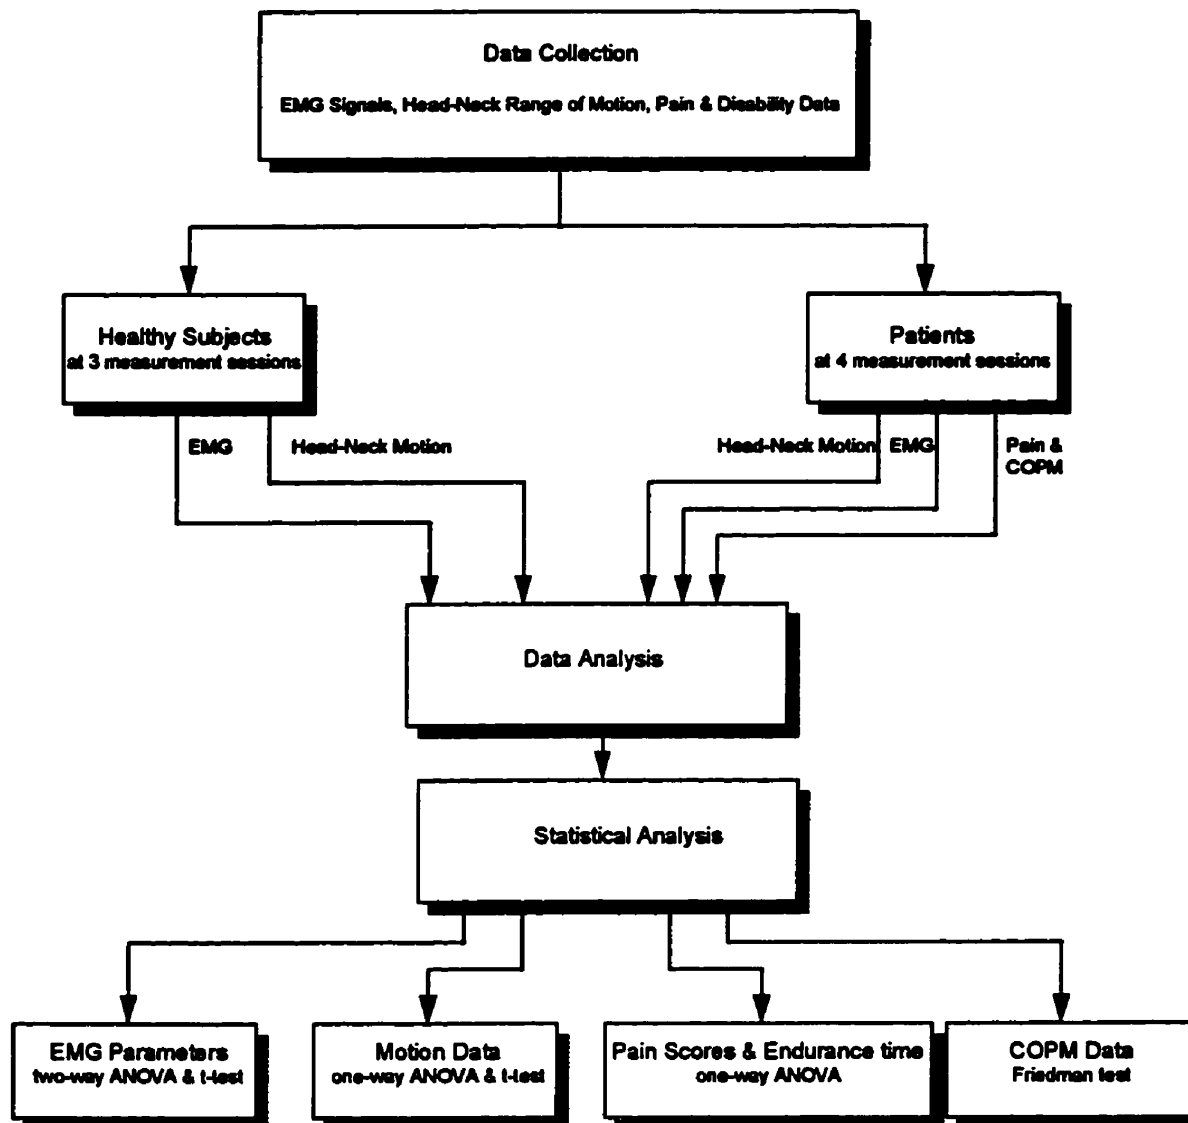 Data Collection
EMG Signals, Head-Neck Range of Motion, Pain & Disability Data
Healthy Subjects
at 3 measurement sessions
Patients
at 4 measurement sessions
EMG
Head-Neck Motion
Head-Neck Motion
EMG
Pain &
COPM
Data Analysis
Statistical Analysis
EMG Parameters
two-way ANOVA & t-test
Motion Data
one-way ANOVA & t-test
Pain Scores & Endurance time
one-way ANOVA
COPM Data
Friedman test